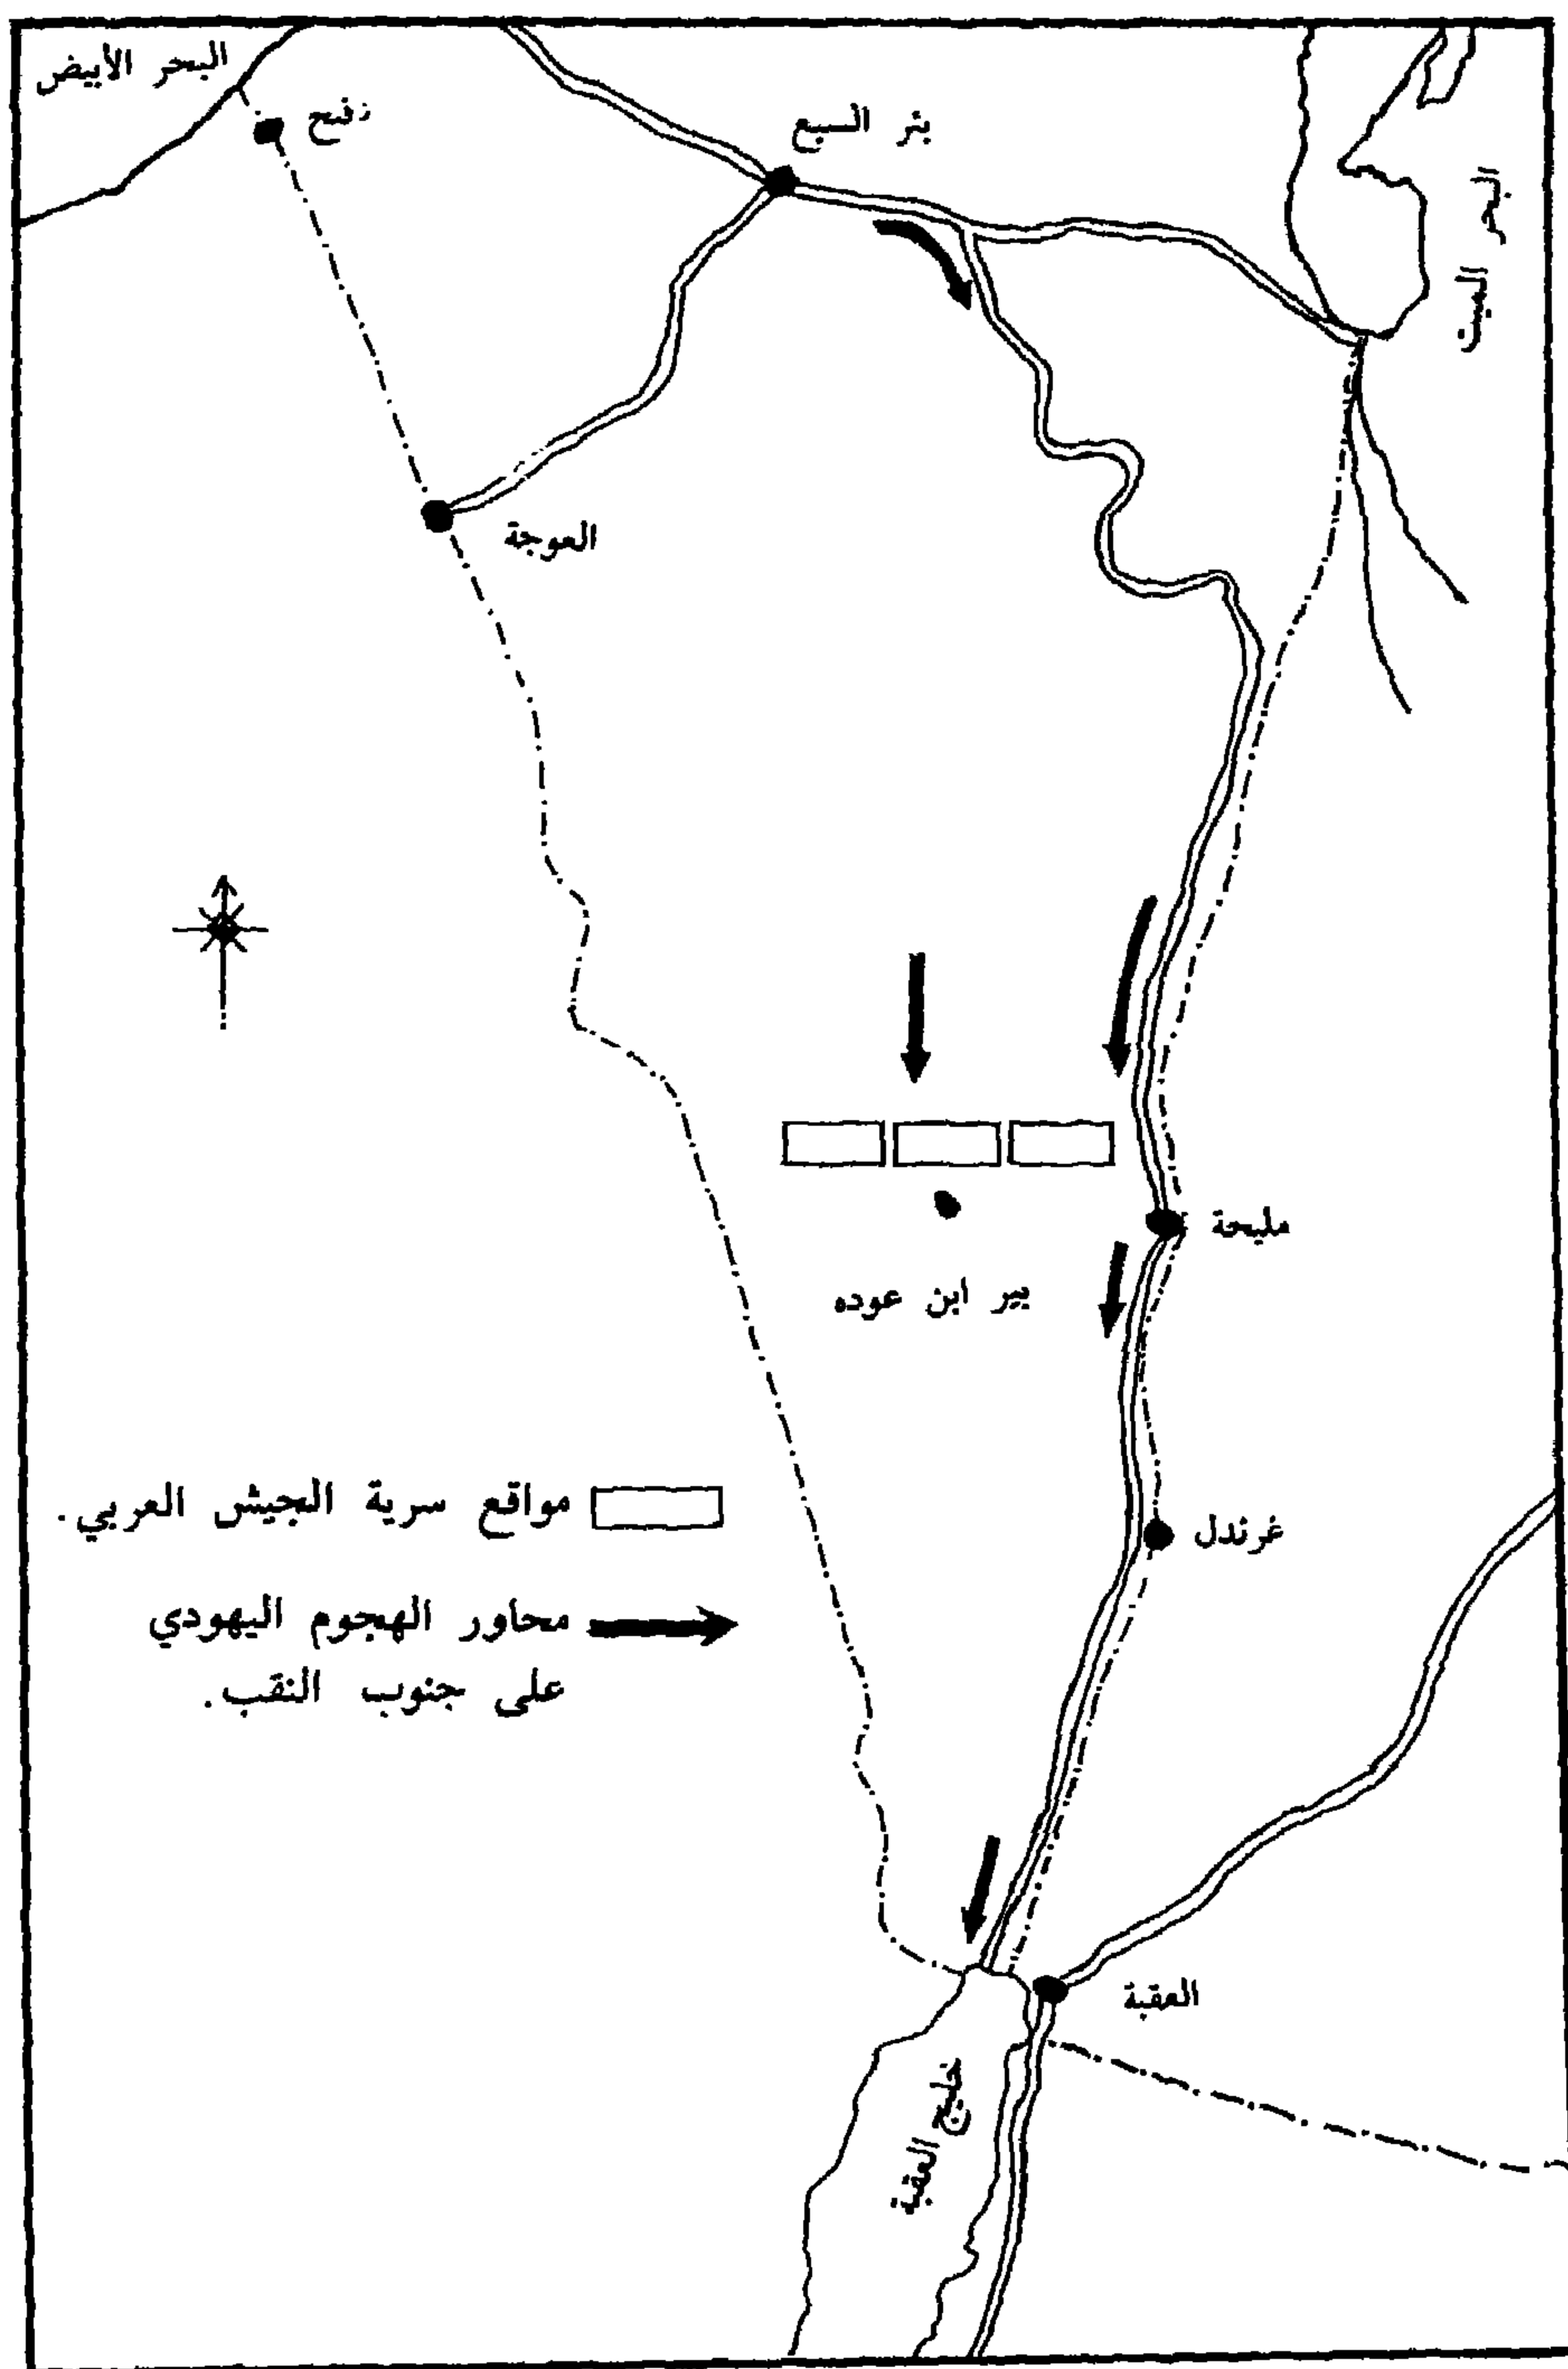 البحر الأبيض
رفح
بئر السبع
البحر الميت
العوجة
مليحة
بير ابن عوده
مواقع سرية الجيش العربي.
غرندل
محاور الهجوم اليهودي
على جنوب النقب.
العقبة
خليج العقبة